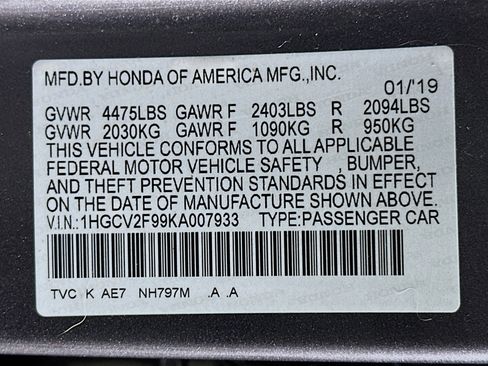 MFD.BY HONDA OF AMERICA MFG.,INC.
01/'19
GVWR 4475LBS GAWR F 2403LBS R 2094LBS
GVWR 2030KG GAWR F 1090KG R 950KG
THIS VEHICLE CONFORMS TO ALL APPLICABLE
FEDERAL MOTOR VEHICLE SAFETY , BUMPER,
AND THEFT PREVENTION STANDARDS IN EFFECT
ON THE DATE OF MANUFACTURE SHOWN ABOVE.
V.I.N.: 1HGCV2F99KA007933 TYPE:PASSENGER CAR
TVC K AE7 NH797M .A .A